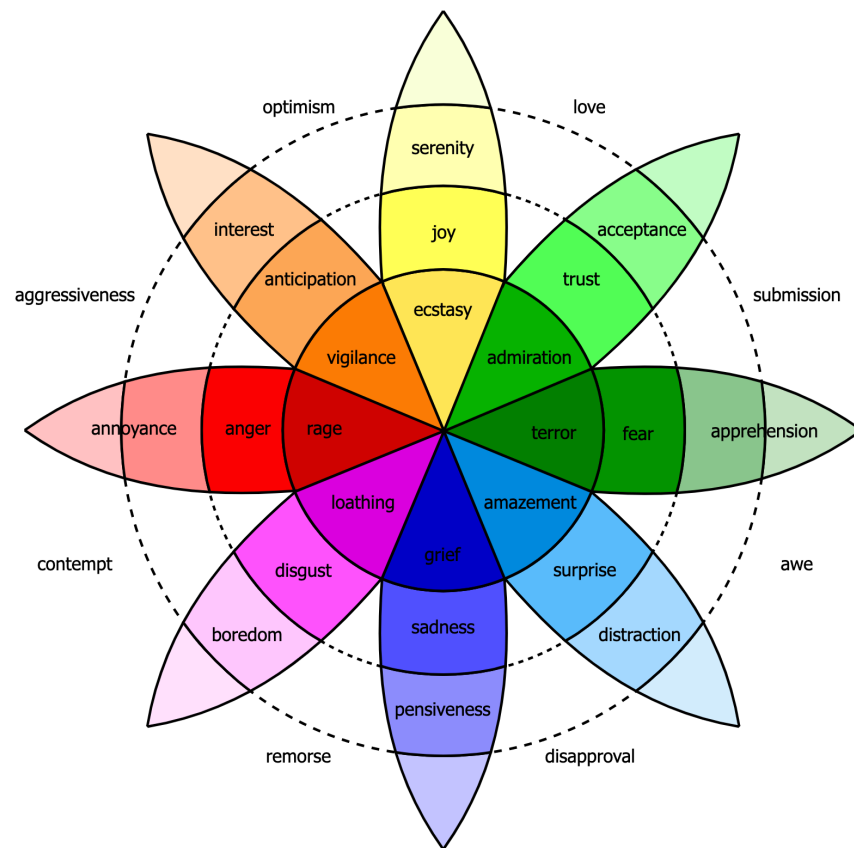 optimism
love
serenity
interest
acceptance
joy
anticipation
trust
aggressiveness
submission
ecstasy
vigilance
admiration
annoyance
anger
rage
terror
fear
apprehension
loathing
amazement
grief
contempt
awe
disgust
surprise
boredom
sadness
distraction
pensiveness
remorse
disapproval